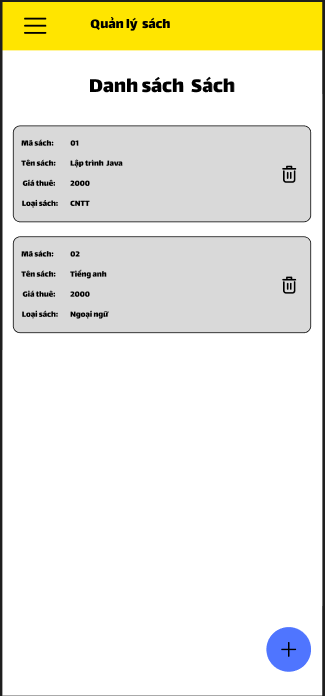 Quản lý sách
Danh sách Sách
Mã sách: 01
Tên sách: Lập trình Java
Giá thuê: 2000
Loại sách: CNTT
Mã sách: 02
Tên sách: Tiếng anh
Giá thuê: 2000
Loại sách: Ngoại ngữ